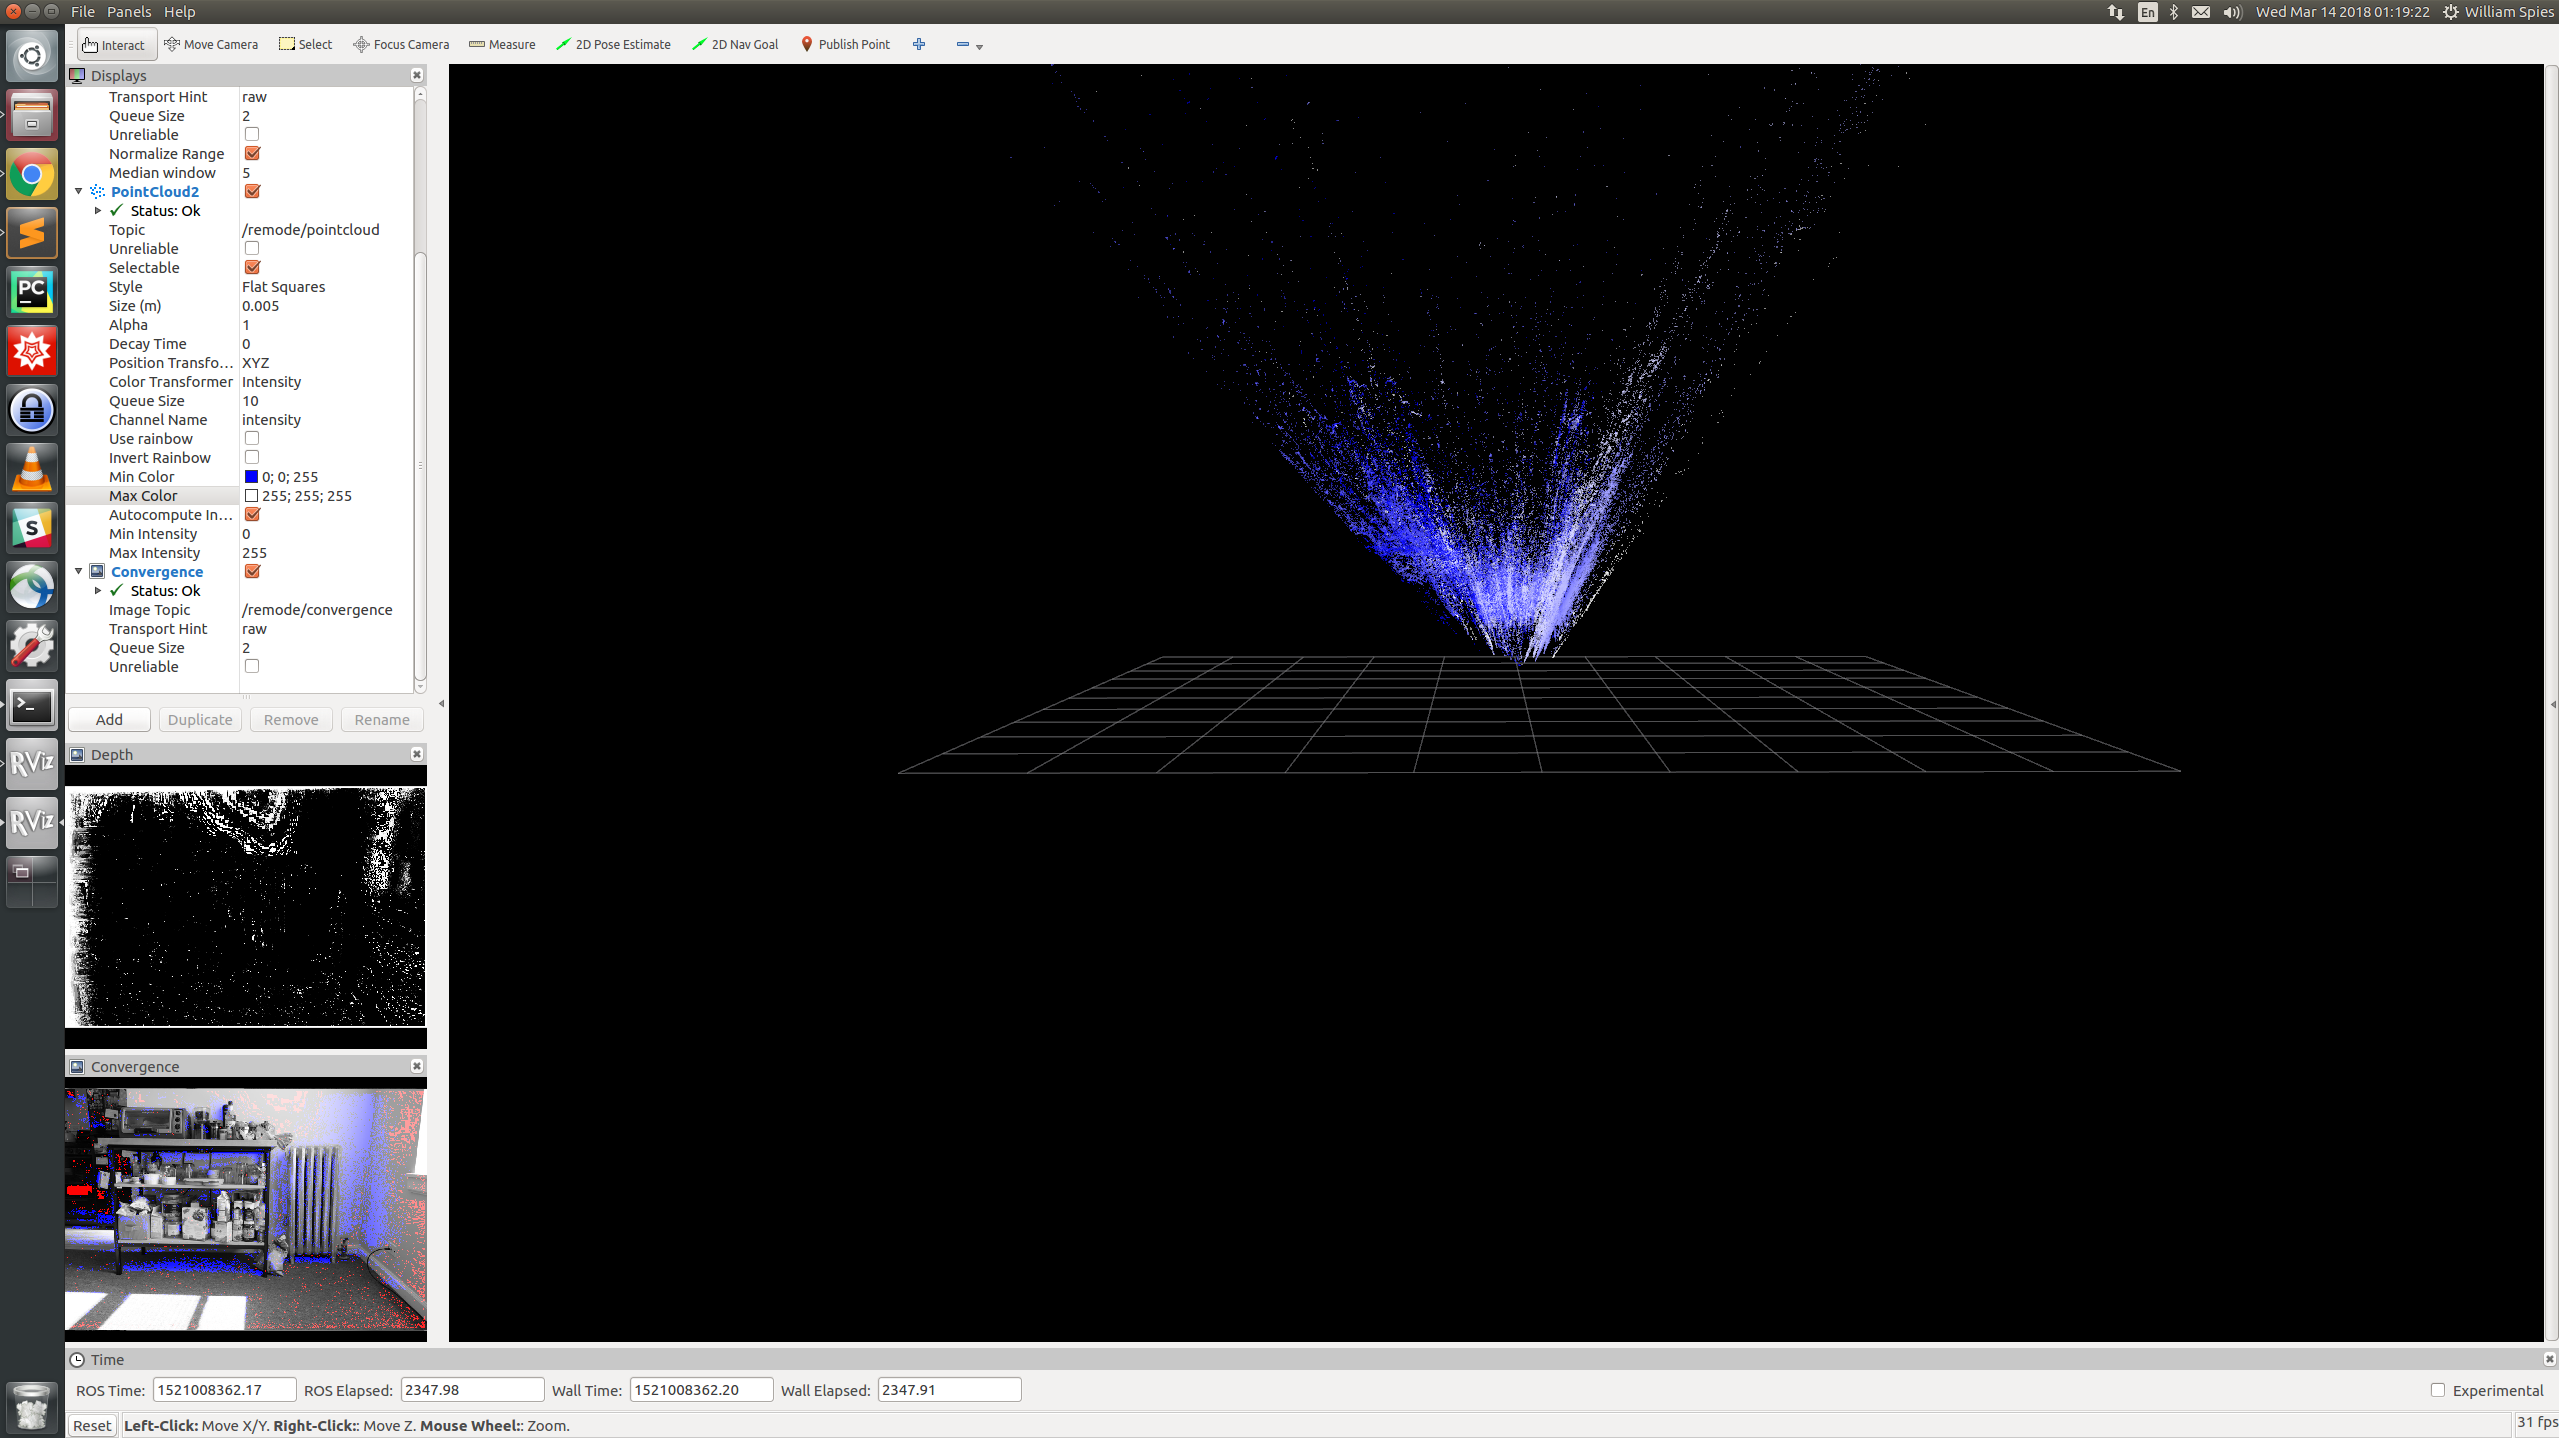 File Panels Help En Wed Mar 14 2018 01:19:22 William Spies
Interact Move Camera Select Focus Camera Measure 2D Pose Estimate 2D Nav Goal Publish Point
Displays
Transport Hint raw
Queue Size 2
Unreliable
Normalize Range
Median window 5
PointCloud2
Status: Ok
Topic /remode/pointcloud
Unreliable
Selectable
Style Flat Squares
Size (m) 0.005
Alpha 1
Decay Time 0
Position Transfo... XYZ
Color Transformer Intensity
Queue Size 10
Channel Name intensity
Use rainbow
Invert Rainbow
Min Color 0; 0; 255
Max Color 255; 255; 255
Autocompute In...
Min Intensity 0
Max Intensity 255
Convergence
Status: Ok
Image Topic /remode/convergence
Transport Hint raw
Queue Size 2
Unreliable
Add Duplicate Remove Rename
Depth
Convergence
PC
S
>_
RViz
RViz
Time
ROS Time: 1521008362.17 ROS Elapsed: 2347.98 Wall Time: 1521008362.20 Wall Elapsed: 2347.91 Experimental
Reset Left-Click: Move X/Y. Right-Click:: Move Z. Mouse Wheel:: Zoom. 31 fps